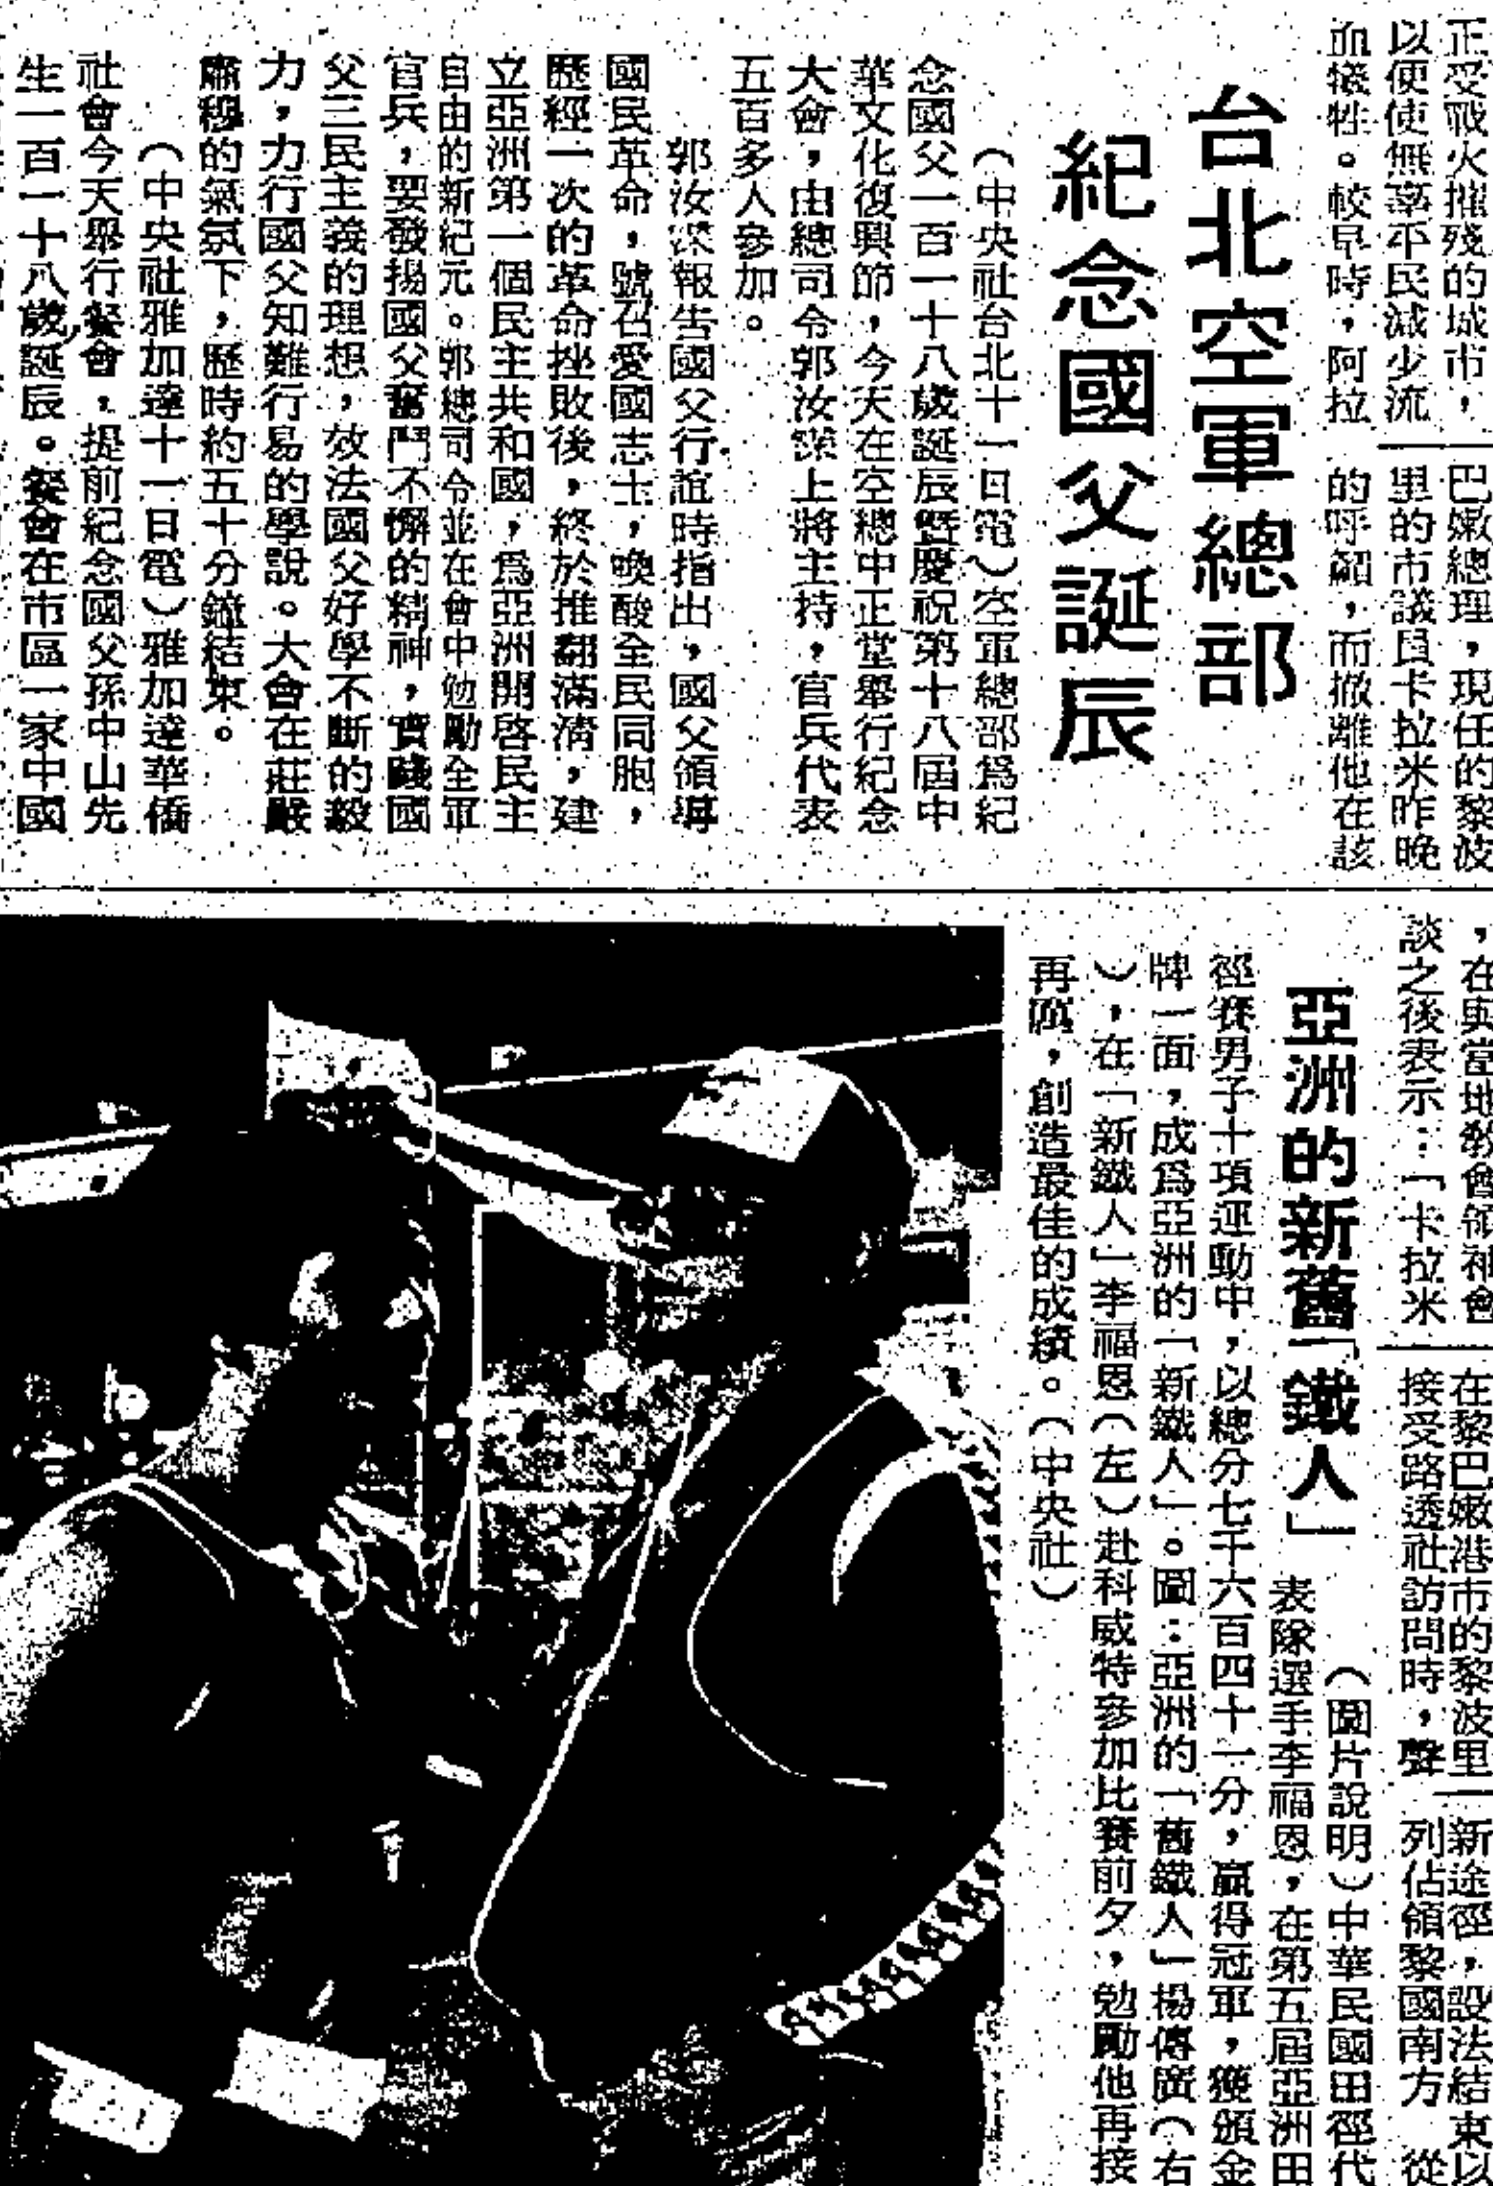 正受戰火摧殘的城市，
以便使無辜平民減少流
血犧牲。較早時，阿拉
巴嫩總理，現任的黎波
里的市議員卡拉米昨晚
的呼籲，而撤離他在該
台北空軍總部
紀念國父誕辰
（中央社台北十一日電）空軍總部爲紀
念國父一百一十八歲誕辰暨慶祝第十八屆中
華文化復興節，今天在空總中正堂舉行紀念
大會，由總司令郭汝霖上將主持，官兵代表
五百多人參加。
郭汝霖報告國父行誼時指出，國父領導
國民革命，號召愛國志士，喚醒全民同胞，
歷經一次的革命挫敗後，終於推翻滿清，建
立亞洲第一個民主共和國，爲亞洲開啓民主
自由的新紀元。郭總司令並在會中勉勵全軍
官兵，要發揚國父奮鬥不懈的精神，實踐國
父三民主義的理想，效法國父好學不斷的毅
力，力行國父知難行易的學說。大會在莊嚴
肅穆的氣氛下，歷時約五十分鐘結束。
（中央社雅加達十一日電）雅加達華僑
社會今天舉行餐會，提前紀念國父孫中山先
生一百一十八歲誕辰。餐會在市區一家中國
，在與當地教會領袖會
談之後表示：「卡拉米
在黎巴嫩港市的黎波里
接受路透社訪問時，聲
新途徑，設法結束以
列佔領黎國南方 從
亞洲的新舊「鐵人」
（圖片說明）中華民國田徑代
表隊選手李福恩，在第五屆亞洲田
徑賽男子十項運動中，以總分七千六百四十一分，贏得冠軍，獲頒金
牌一面，成爲亞洲的「新鐵人」。圖：亞洲的「舊鐵人」楊傳廣（右
），在「新鐵人」李福恩（左）赴科威特參加比賽前夕，勉勵他再接
再厲，創造最佳的成績。（中央社）